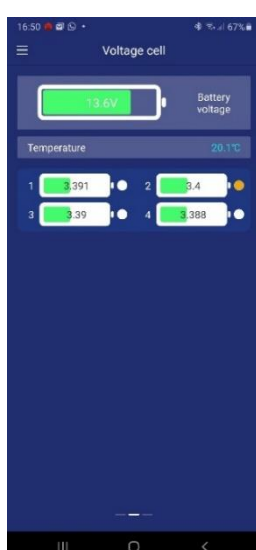 16:50 67%
Voltage cell
13.6V Battery
voltage
Temperature 20.1℃
1 3.391 2 3.4
3 3.39 4 3.388